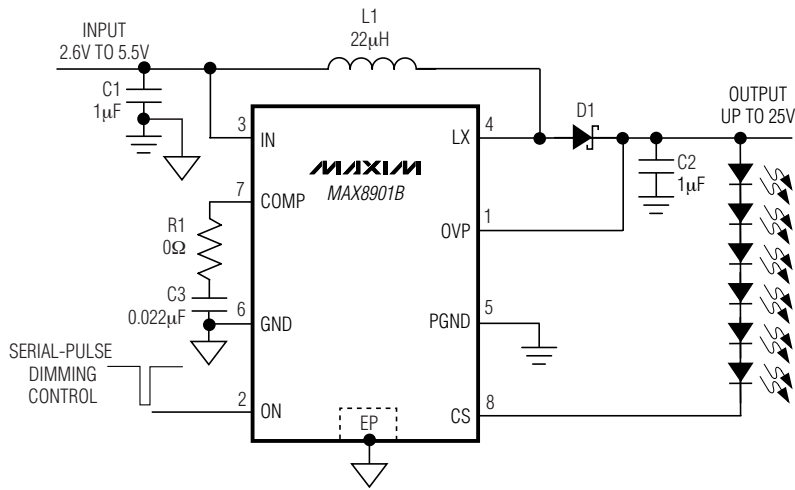 L1
22µH
INPUT
2.6V TO 5.5V
C1
1µF
D1
OUTPUT
UP TO 25V
3
IN
LX
4
MAXIM
MAX8901B
C2
1µF
7
COMP
R1
0Ω
OVP
1
C3
0.022µF
6
GND
PGND
5
SERIAL-PULSE
DIMMING
CONTROL
2
ON
EP
CS
8